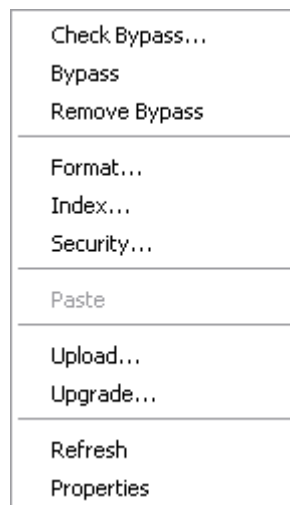 Check Bypass...
Bypass
Remove Bypass
Format...
Index...
Security...
Paste
Upload...
Upgrade...
Refresh
Properties